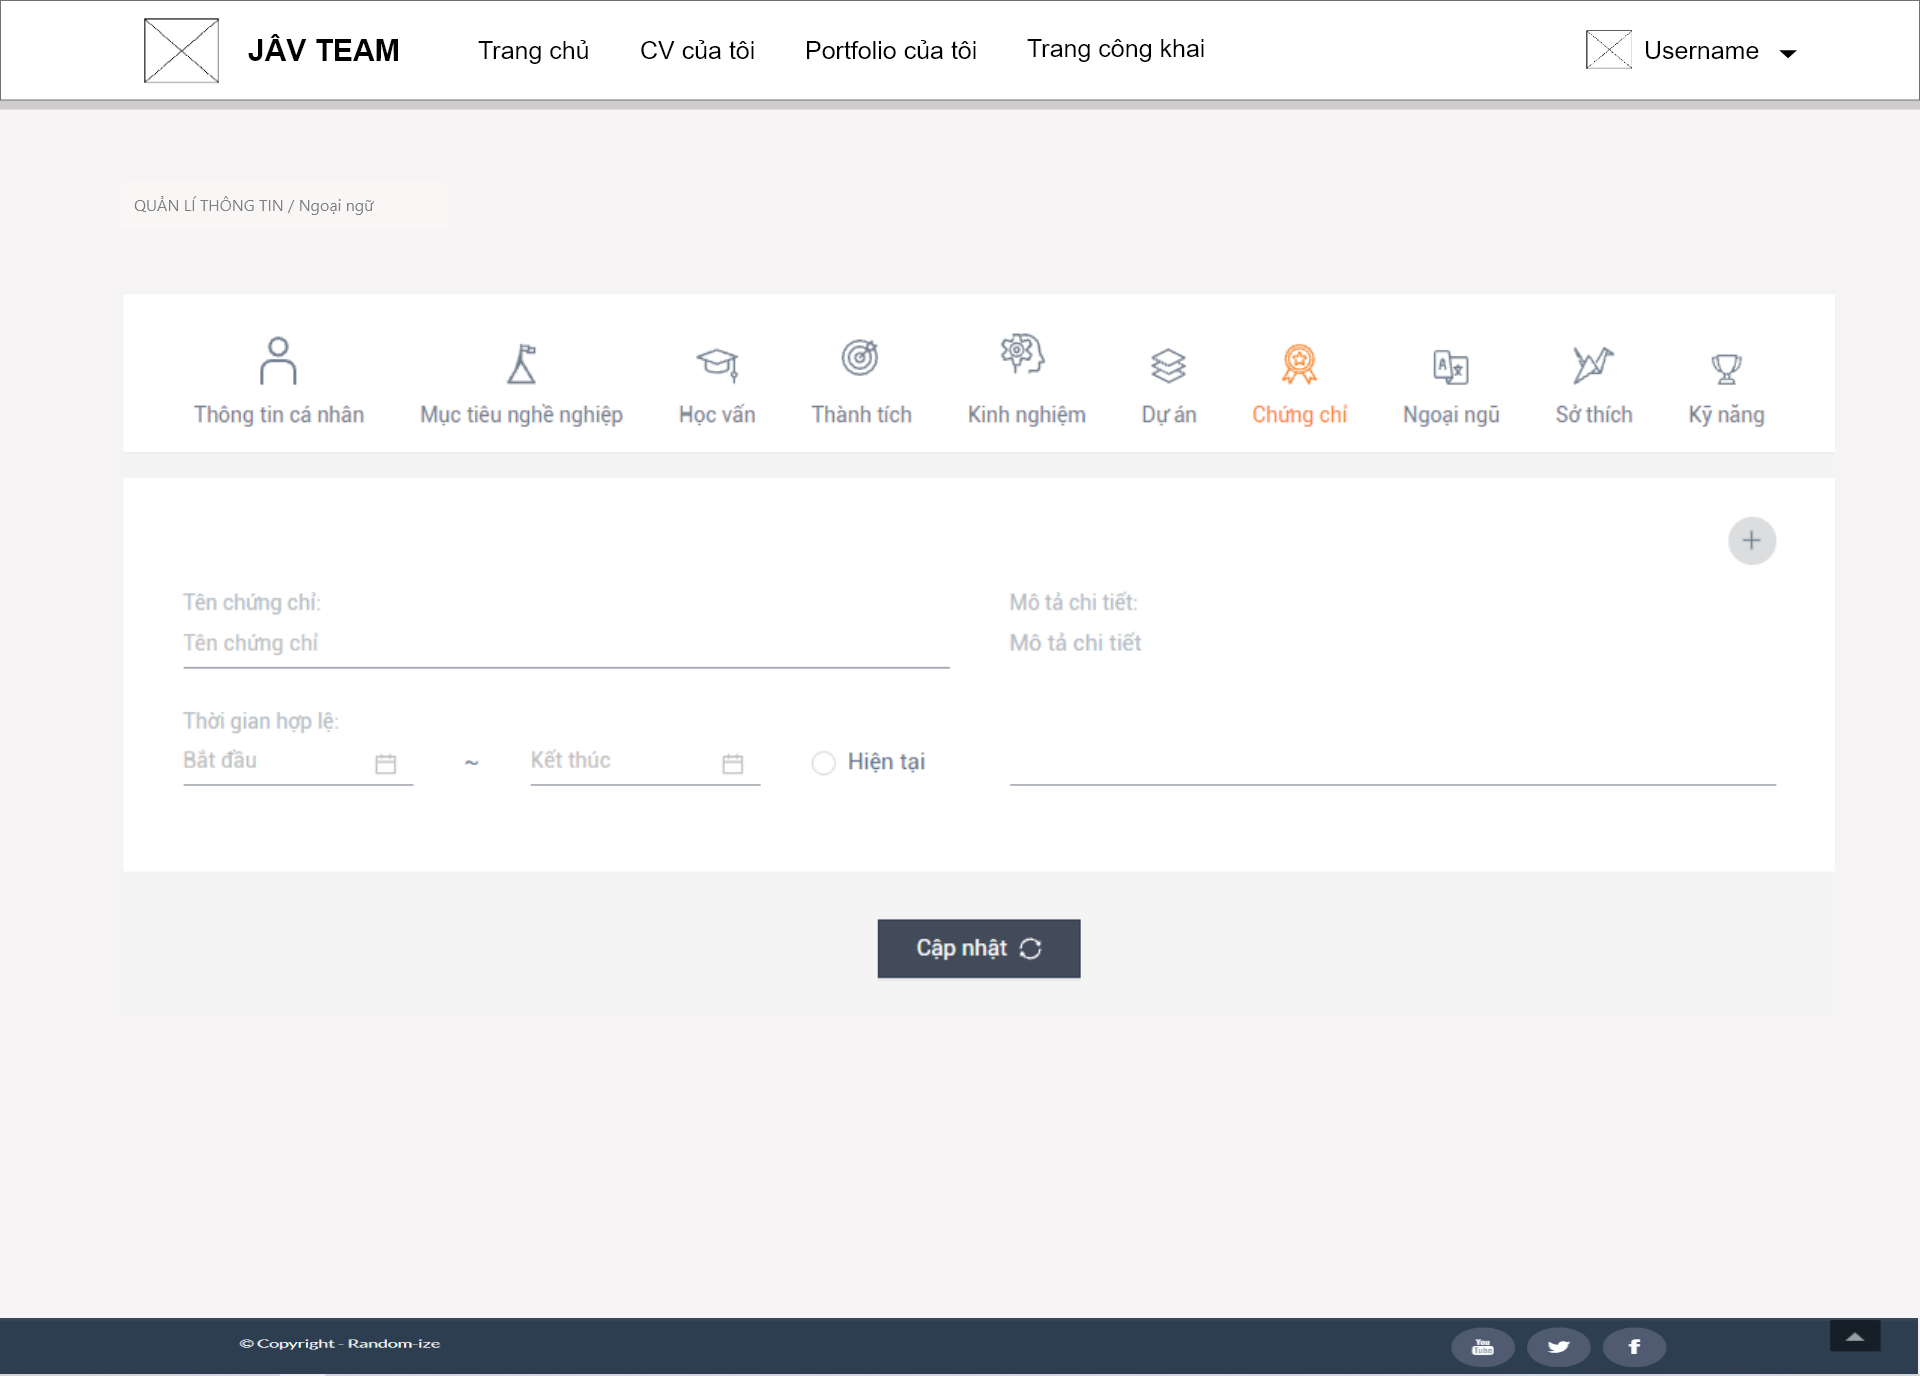 JÂV TEAM Trang chủ CV của tôi Portfolio của tôi Trang công khai Username
QUẢN LÍ THÔNG TIN / Ngoại ngữ
Thông tin cá nhân Mục tiêu nghề nghiệp Học vấn Thành tích Kinh nghiệm Dự án Chứng chỉ Ngoại ngũ Sở thích Kỹ năng
Tên chứng chỉ: Mô tả chi tiết:
Tên chứng chỉ Mô tả chi tiết
Thời gian hợp lệ:
Bắt đầu ~ Kết thúc Hiện tại
Cập nhật
© Copyright - Random-ize You Tube f